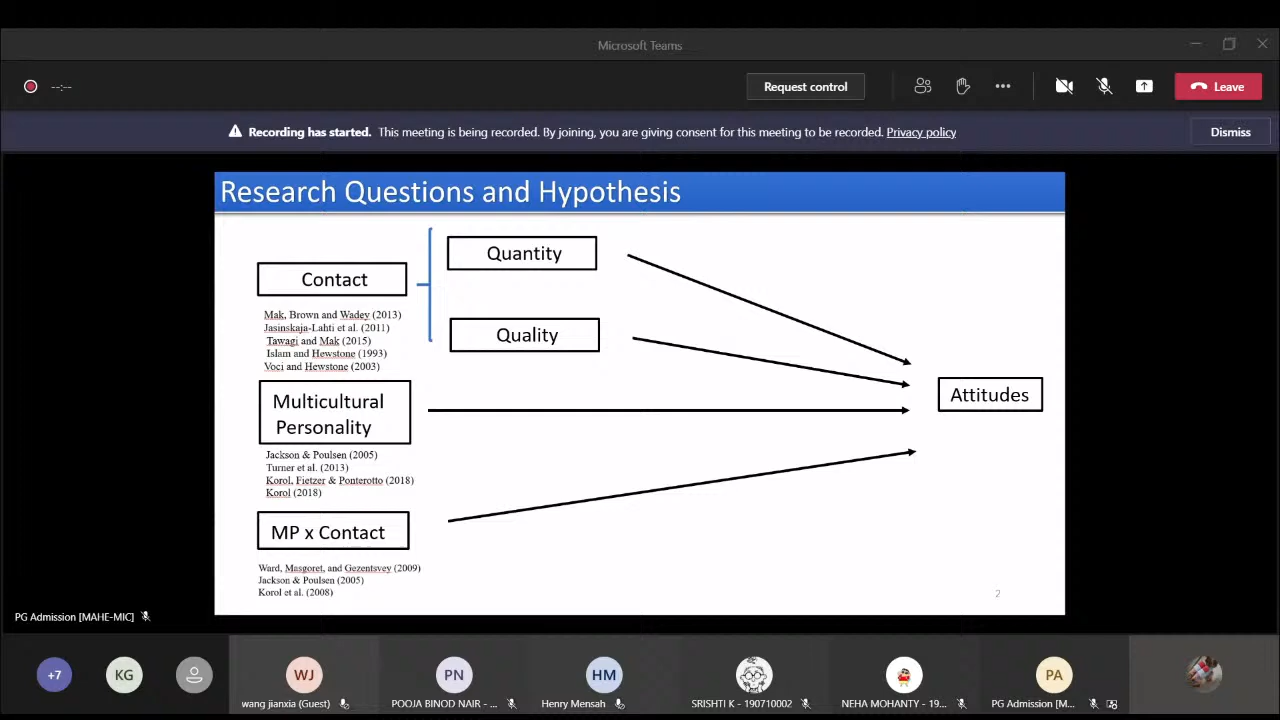 Microsoft Teams
--:--
Request control
Leave
Recording has started. This meeting is being recorded. By joining, you are giving consent for this meeting to be recorded. Privacy policy
Dismiss
Research Questions and Hypothesis
Quantity
Contact
Mak, Brown and Wadey (2013)
Jasinskaja-Lahti et al. (2011)
Tawagi and Mak (2015)
Islam and Hewstone (1993)
Voci and Hewstone (2003)
Quality
Attitudes
Multicultural
Personality
Jackson & Poulsen (2005)
Turner et al. (2013)
Korol, Fietzer & Ponterotto (2018)
Korol (2018)
MP x Contact
Ward, Masgoret, and Gezentsvey (2009)
Jackson & Poulsen (2005)
Korol et al. (2008)
2
PG Admission [MAHE-MIC]
+7
KG
WJ
PN
HM
PA
wang jianxia (Guest)
POOJA BINOD NAIR - ...
Henry Mensah
SRISHTI K - 190710002
NEHA MOHANTY - 19...
PG Admission [M...